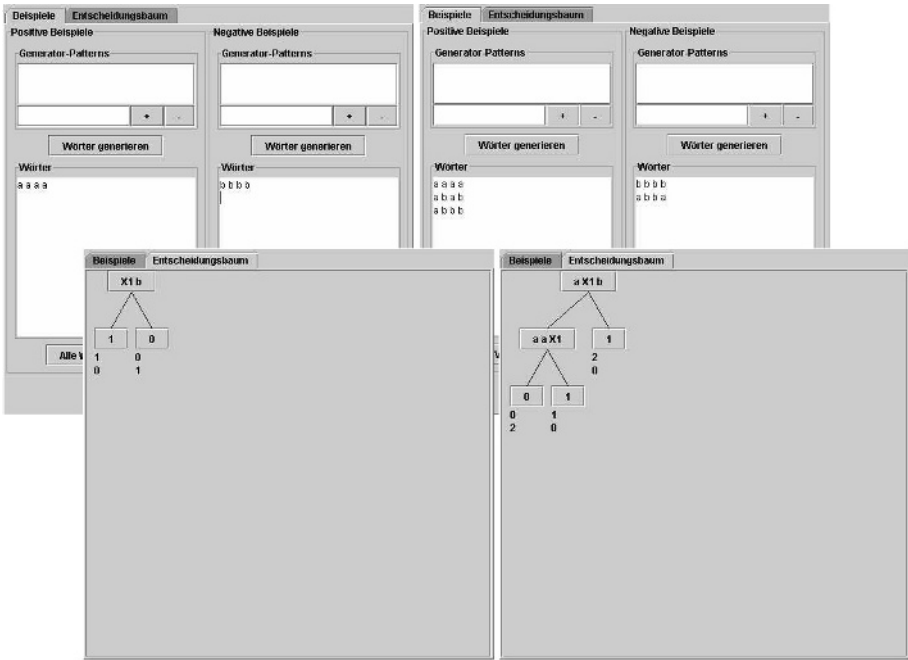 Beispiele Entscheidungsbaum
Positive Beispiele Negative Beispiele
Generator-Patterns Generator-Patterns
+ - + -
Wörter generieren Wörter generieren
Wörter Wörter
a a a a b b b b
Alle
Beispiele Entscheidungsbaum
Positive Beispiele Negative Beispiele
Generator-Patterns Generator-Patterns
+ - + -
Wörter generieren Wörter generieren
Wörter Wörter
a a a a b b b b
a b a b a b b a
a b b b
Beispiele Entscheidungsbaum
X1 b
1 0
1 0
0 1
Beispiele Entscheidungsbaum
a X1 b
a a X1 1
2
0
0 1
0 1
2 0